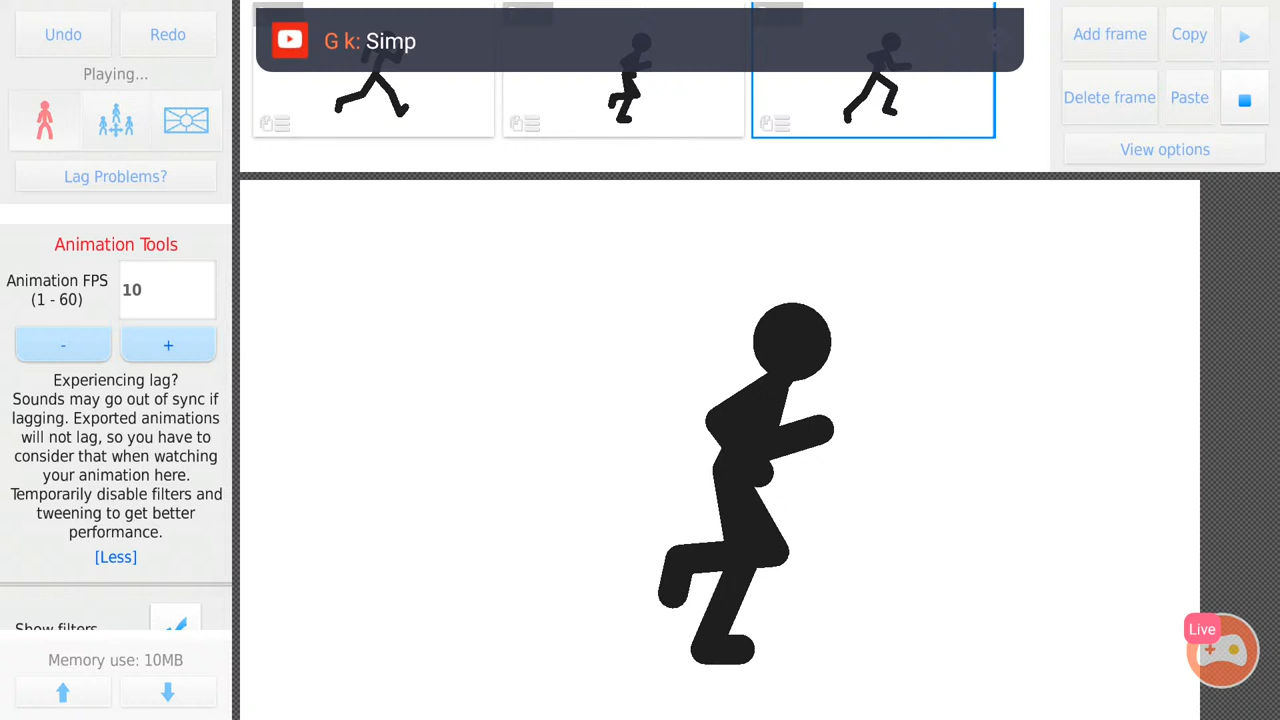 Undo
Redo
Playing...
Lag Problems?
Animation Tools
Animation FPS
(1 - 60)
10
-
+
Experiencing lag?
Sounds may go out of sync if
lagging. Exported animations
will not lag, so you have to
consider that when watching
your animation here.
Temporarily disable filters and
tweening to get better
performance.
[Less]
Show filters
Memory use: 10MB
G k: Simp
Add frame
Copy
Delete frame
Paste
View options
Live